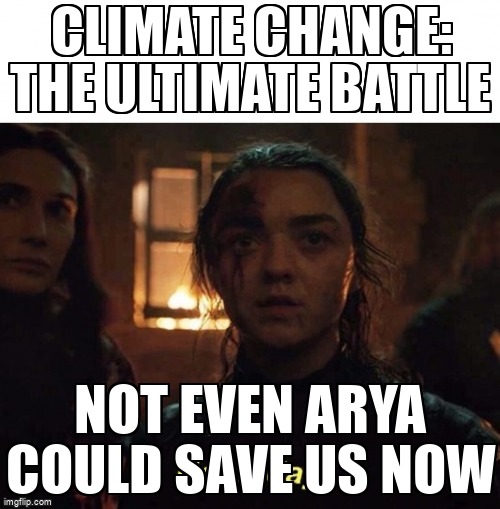 CLIMATE CHANGE:
THE ULTIMATE BATTLE
NOT EVEN ARYA
COULD SAVE US NOW
imgflip.com